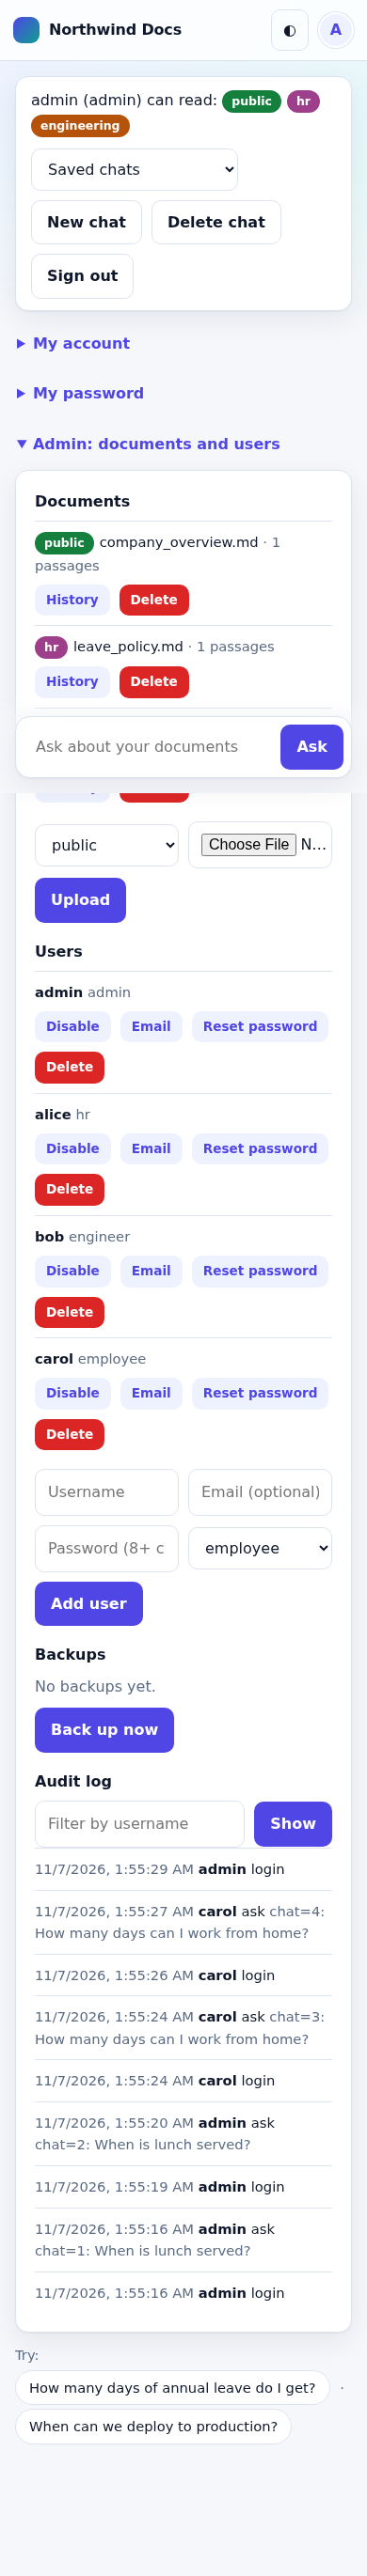 Northwind Docs
◐
A
admin (admin) can read: public hr
engineering
Saved chats
New chat Delete chat
Sign out
▶ My account
▶ My password
▼ Admin: documents and users
Documents
public company_overview.md · 1
passages
History Delete
hr leave_policy.md · 1 passages
History Delete
Ask about your documents Ask
public Choose File N...
Upload
Users
admin admin
Disable Email Reset password
Delete
alice hr
Disable Email Reset password
Delete
bob engineer
Disable Email Reset password
Delete
carol employee
Disable Email Reset password
Delete
Username Email (optional)
Password (8+ c employee
Add user
Backups
No backups yet.
Back up now
Audit log
Filter by username Show
11/7/2026, 1:55:29 AM admin login
11/7/2026, 1:55:27 AM carol ask chat=4:
How many days can I work from home?
11/7/2026, 1:55:26 AM carol login
11/7/2026, 1:55:24 AM carol ask chat=3:
How many days can I work from home?
11/7/2026, 1:55:24 AM carol login
11/7/2026, 1:55:20 AM admin ask
chat=2: When is lunch served?
11/7/2026, 1:55:19 AM admin login
11/7/2026, 1:55:16 AM admin ask
chat=1: When is lunch served?
11/7/2026, 1:55:16 AM admin login
Try:
How many days of annual leave do I get? ·
When can we deploy to production?